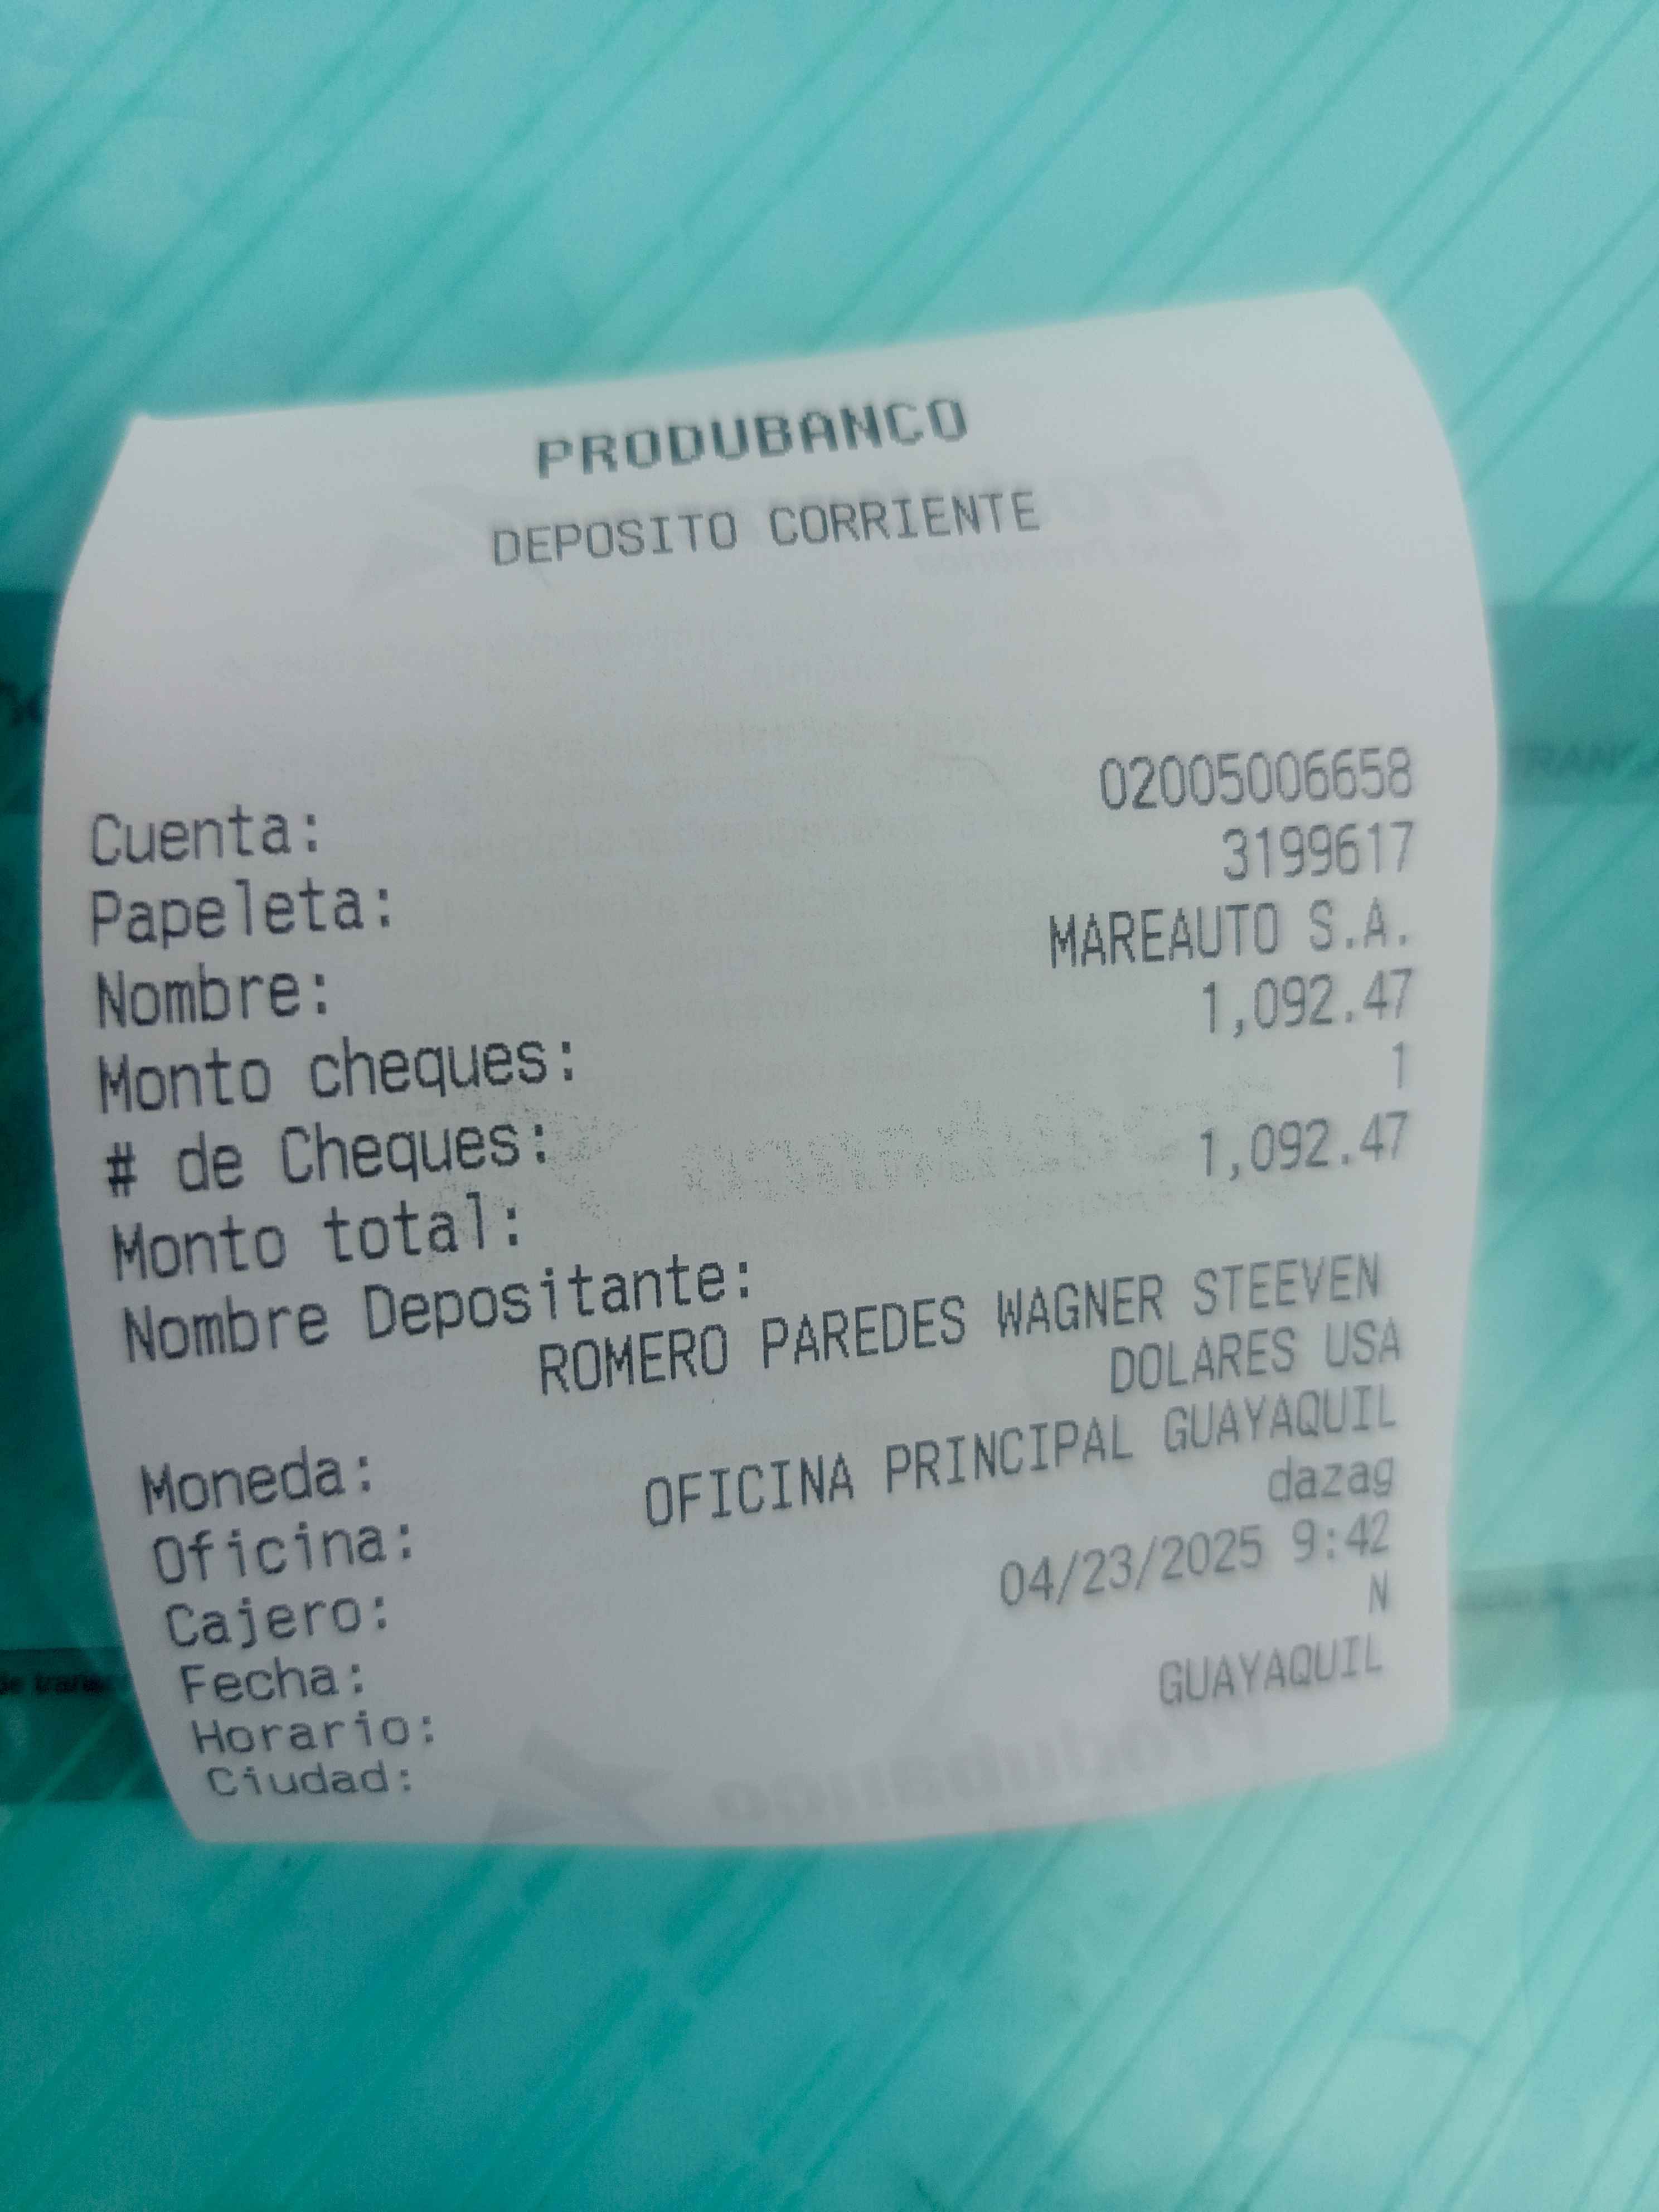 PRODUBANCO
DEPOSITO CORRIENTE
Cuenta: 02005006658
Papeleta: 3199617
Nombre: MAREAUTO S.A.
Monto cheques: 1,092.47
# de Cheques: 1
Monto total: 1,092.47
Nombre Depositante:
ROMERO PAREDES WAGNER STEEVEN
Moneda: DOLARES USA
Oficina: OFICINA PRINCIPAL GUAYAQUIL
Cajero: dazag
Fecha: 04/23/2025 9:42
Horario: N
Ciudad: GUAYAQUIL